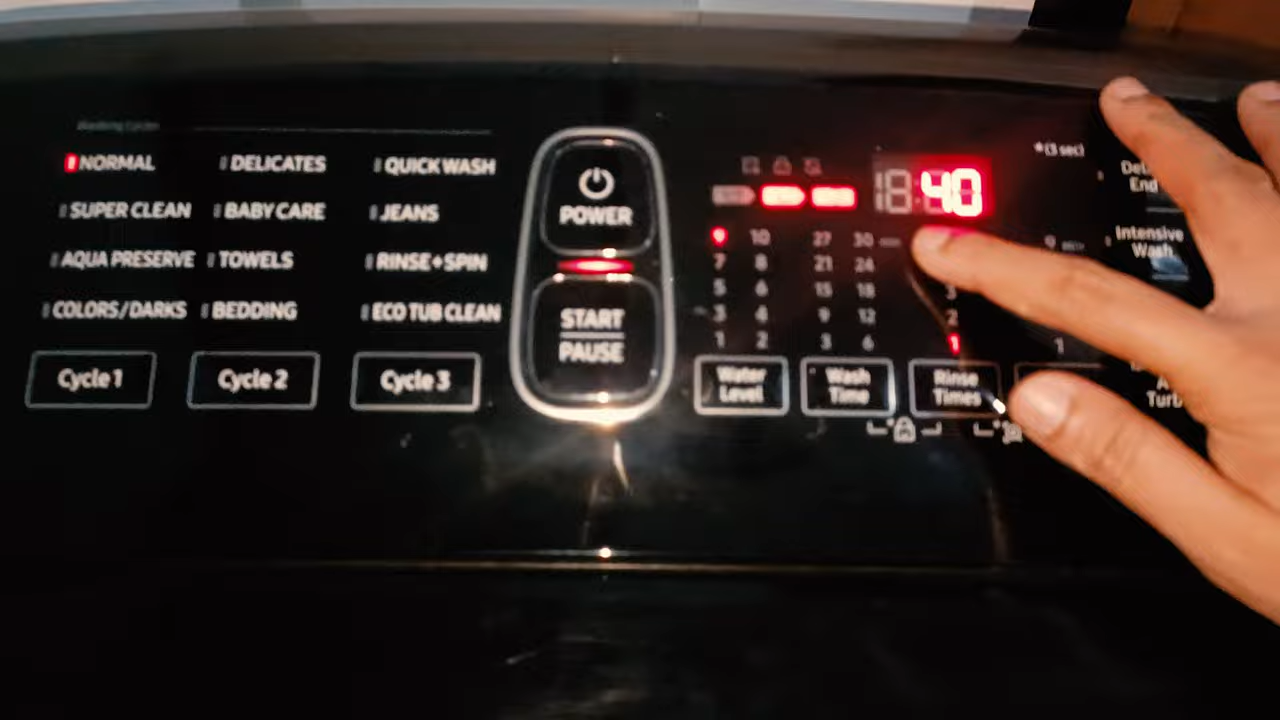 Washing Cycles
NORMAL
SUPER CLEAN
AQUA PRESERVE
COLORS/DARKS
Cycle 1
DELICATES
BABY CARE
TOWELS
BEDDING
Cycle 2
QUICK WASH
JEANS
RINSE+SPIN
ECO TUB CLEAN
Cycle 3
POWER
START
PAUSE
18:40
9 10
7 8
5 6
3 4
1 2
Water
Level
27 30
21 24
15 18
9 12
3 6
Wash
Time
3
2
1
Rinse
Times
9
1
*(3 sec)
End
Intensive
Wash